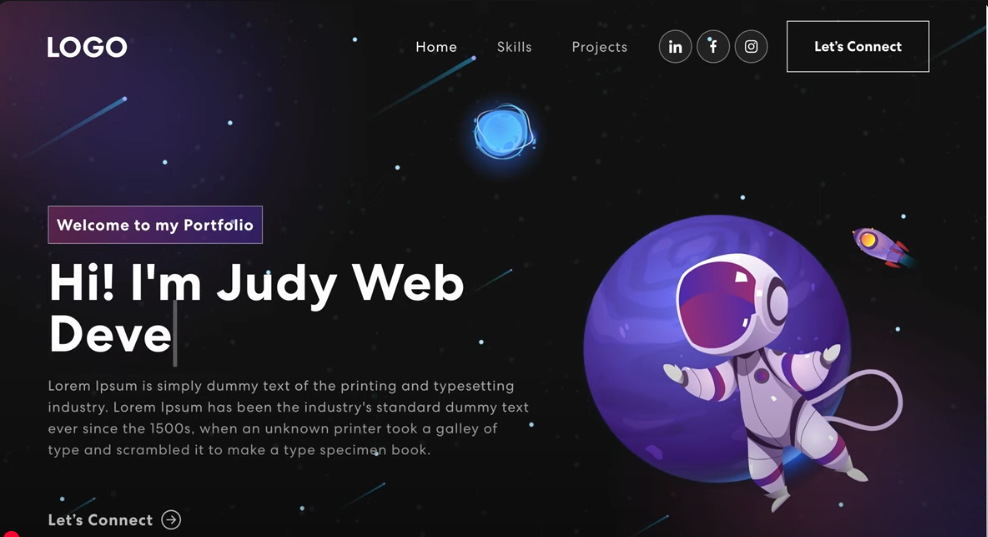 LOGO
Home Skills Projects in f Let's Connect
Welcome to my Portfolio
Hi! I'm Judy Web
Deve
Lorem Ipsum is simply dummy text of the printing and typesetting
industry. Lorem Ipsum has been the industry's standard dummy text
ever since the 1500s, when an unknown printer took a galley of
type and scrambled it to make a type specimen book.
Let's Connect